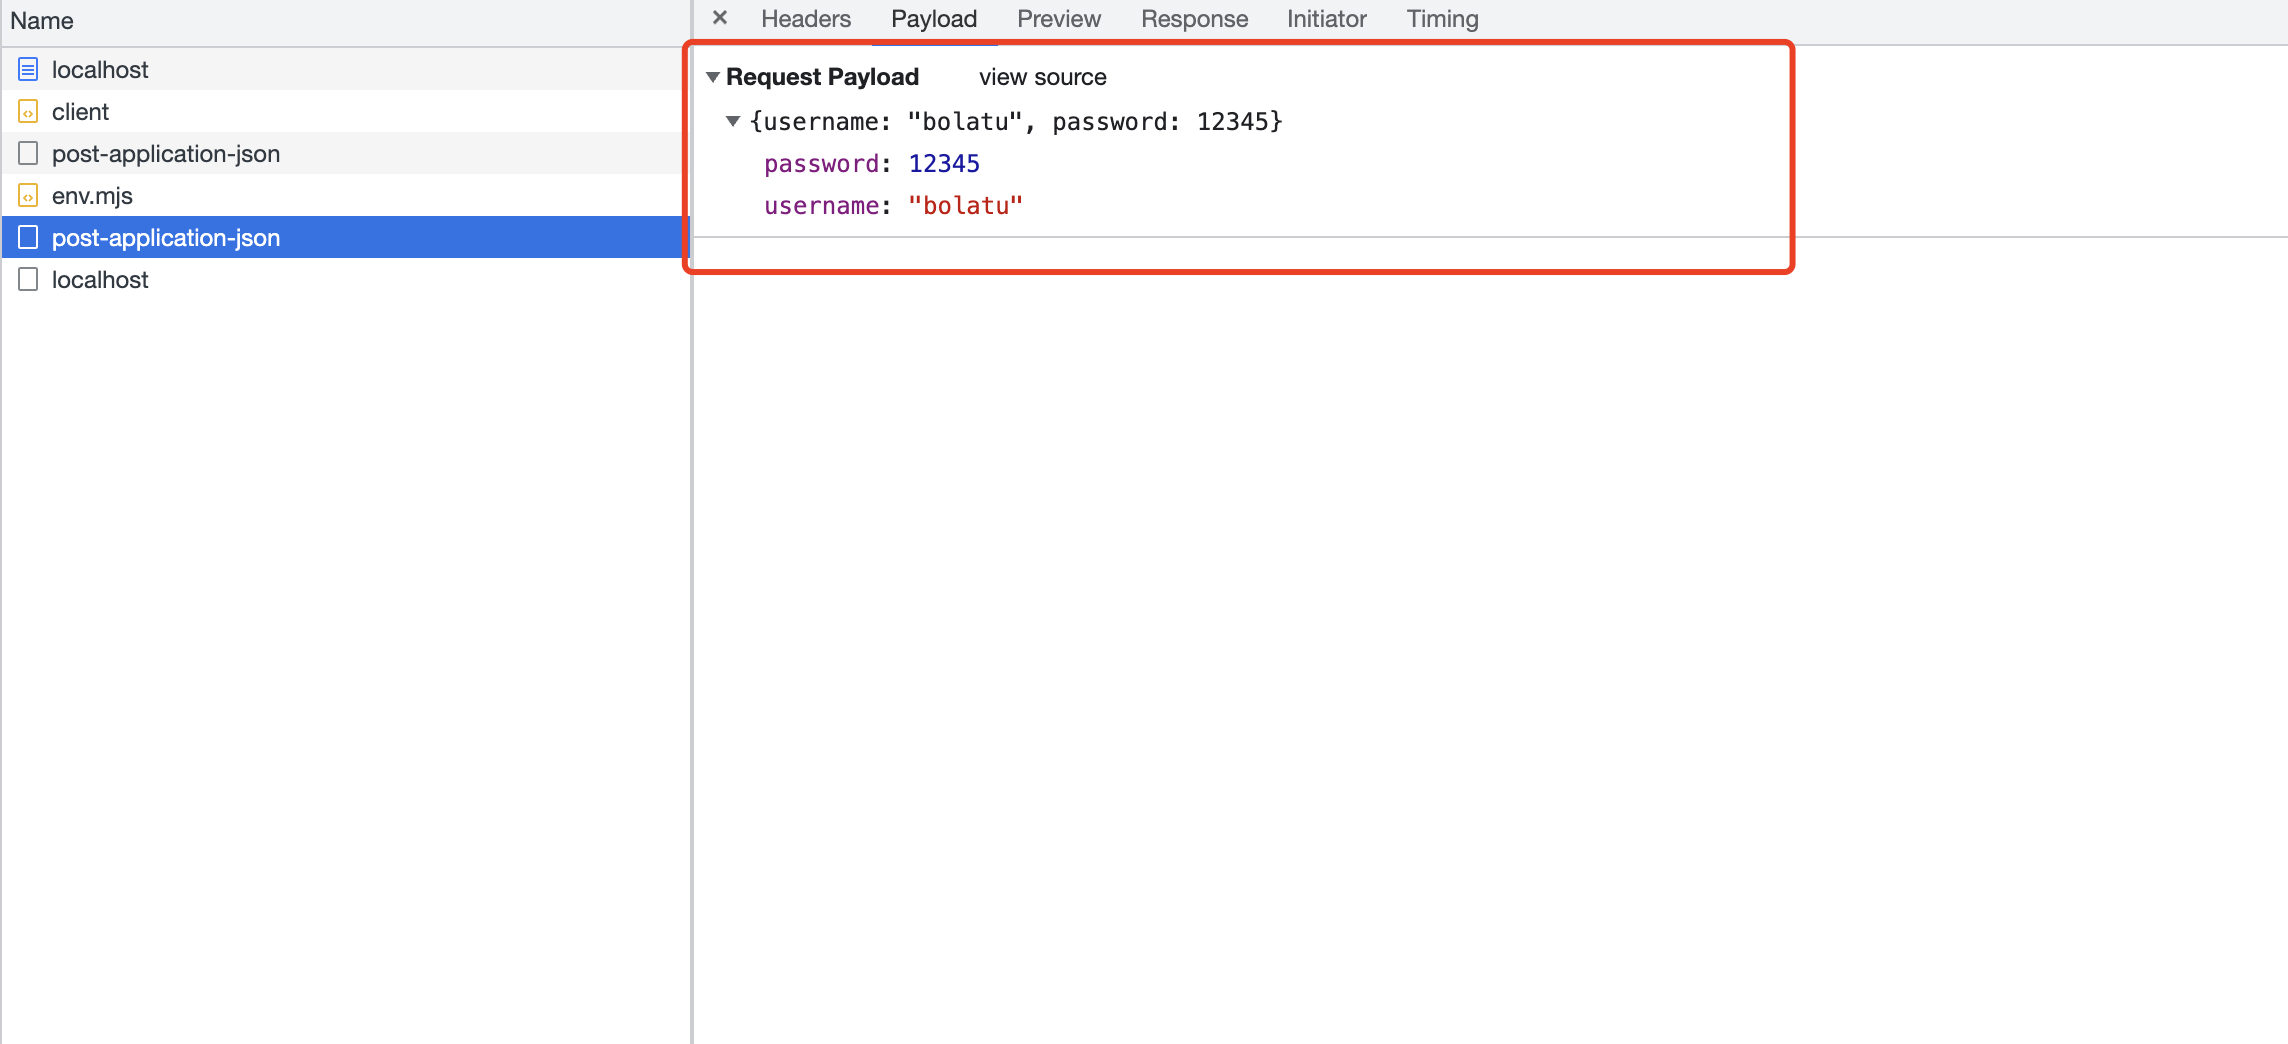 Name
localhost
client
post-application-json
env.mjs
post-application-json
localhost
× Headers Payload Preview Response Initiator Timing
Request Payload view source
{username: "bolatu", password: 12345}
password: 12345
username: "bolatu"